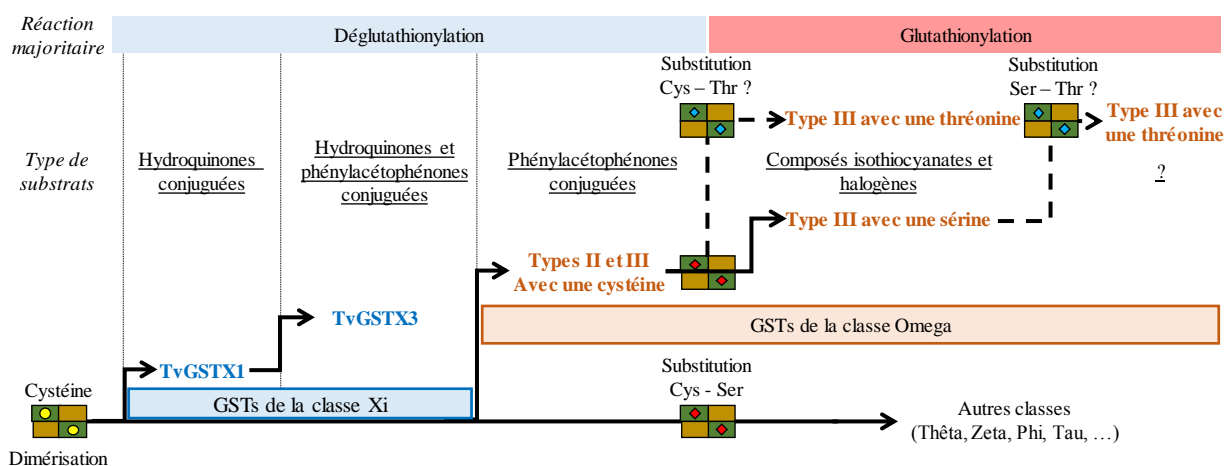 Réaction
majoritaire
Déglutathionylation
Glutathionylation
Substitution
Cys – Thr ?
Substitution
Ser – Thr ?
Type III avec une thréonine
Type III avec
une thréonine
Type de
substrats
Hydroquinones
conjuguées
Hydroquinones et
phénylacétophénones
conjuguées
Phénylacétophénones
conjuguées
Composés isothiocyanates et
halogènes
?
Type III avec une sérine
Types II et III
Avec une cystéine
TvGSTX3
GSTs de la classe Omega
TvGSTX1
Substitution
Cys - Ser
Cystéine
GSTs de la classe Xi
Autres classes
(Thêta, Zeta, Phi, Tau, …)
Dimérisation